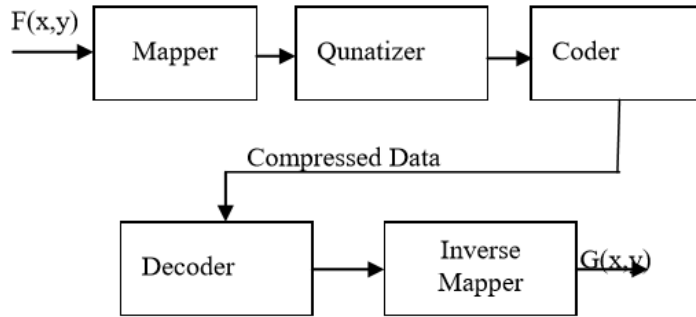 F(x,y)
Mapper
Qunatizer
Coder
Compressed Data
Decoder
Inverse
Mapper
G(x,y)